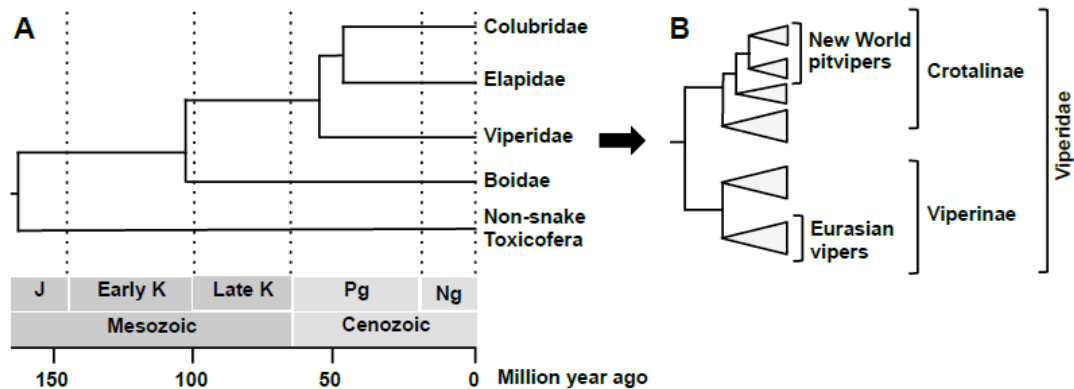 A
Colubridae
Elapidae
Viperidae
Boidae
Non-snake
Toxicofera
J
Early K
Late K
Pg
Ng
Mesozoic
Cenozoic
150
100
50
0
Million year ago
B
New World
pitvipers
Crotalinae
Eurasian
vipers
Viperinae
Viperidae